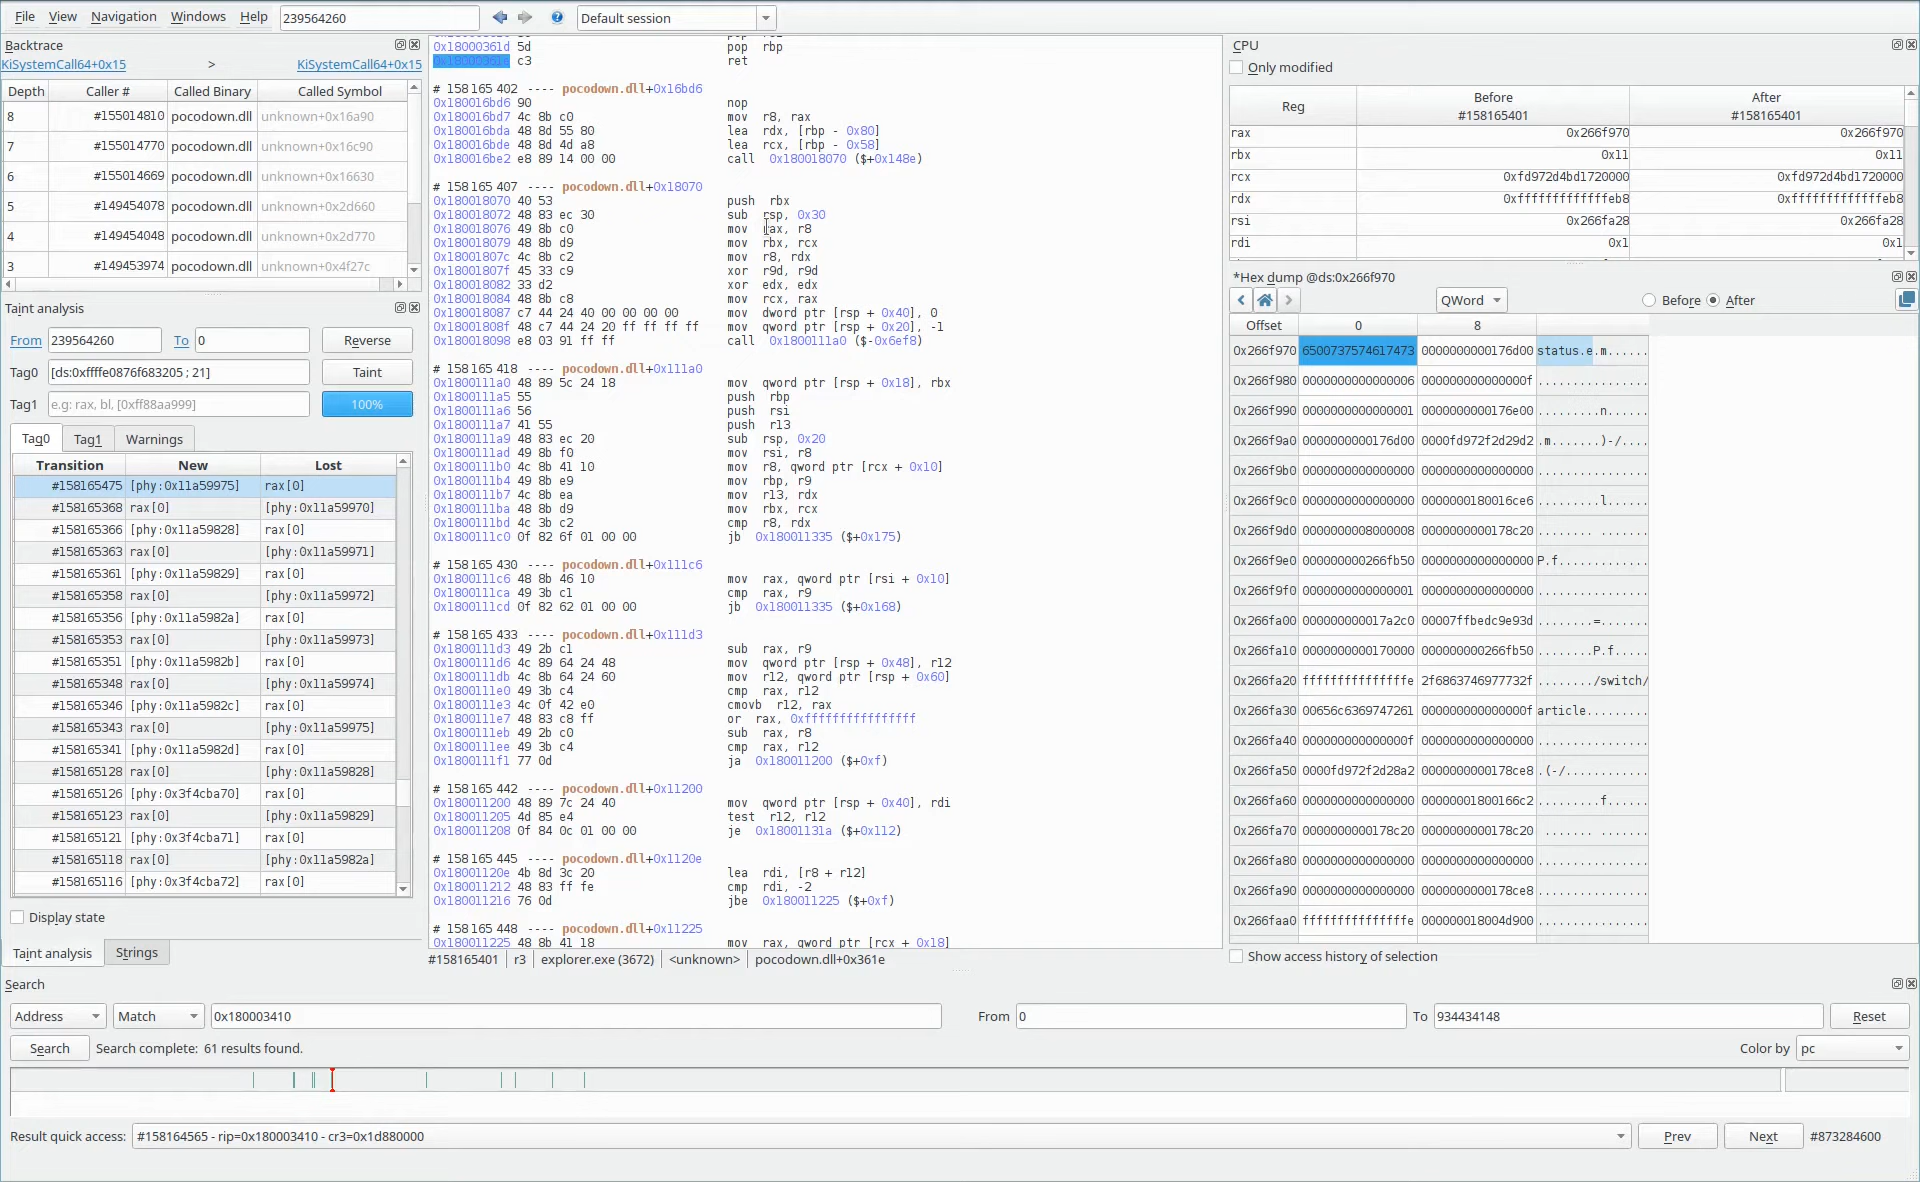 File View Navigation Windows Help 239564260 Default session
Backtrace
KiSystemCall64+0x15 > KiSystemCall64+0x15
Depth Caller # Called Binary Called Symbol
8 #155014810 pocodown.dll unknown+0x16a90
7 #155014770 pocodown.dll unknown+0x16c90
6 #155014669 pocodown.dll unknown+0x16630
5 #149454078 pocodown.dll unknown+0x2d660
4 #149454048 pocodown.dll unknown+0x2d770
3 #149453974 pocodown.dll unknown+0x4f27c
Taint analysis
From 239564260 To 0 Reverse
Tag0 [ds:0xffffe0876f683205 ; 21] Taint
Tag1 e.g: rax, bl, [0xff88aa999] 100%
Tag0 Tag1 Warnings
Transition New Lost
#158165475 [phy:0x11a59975] rax[0]
#158165368 rax[0] [phy:0x11a59970]
#158165366 [phy:0x11a59828] rax[0]
#158165363 rax[0] [phy:0x11a59971]
#158165361 [phy:0x11a59829] rax[0]
#158165358 rax[0] [phy:0x11a59972]
#158165356 [phy:0x11a5982a] rax[0]
#158165353 rax[0] [phy:0x11a59973]
#158165351 [phy:0x11a5982b] rax[0]
#158165348 rax[0] [phy:0x11a59974]
#158165346 [phy:0x11a5982c] rax[0]
#158165343 rax[0] [phy:0x11a59975]
#158165341 [phy:0x11a5982d] rax[0]
#158165128 rax[0] [phy:0x11a59828]
#158165126 [phy:0x3f4cba70] rax[0]
#158165123 rax[0] [phy:0x11a59829]
#158165121 [phy:0x3f4cba71] rax[0]
#158165118 rax[0] [phy:0x11a5982a]
#158165116 [phy:0x3f4cba72] rax[0]
Display state
Taint analysis Strings
0x18000361d 5d pop rbp
0x18000361e c3 ret
# 158165402 ---- pocodown.dll+0x16bd6
0x180016bd6 90 nop
0x180016bd7 4c 8b c0 mov r8, rax
0x180016bda 48 8d 55 80 lea rdx, [rbp - 0x80]
0x180016bde 48 8d 4d a8 lea rcx, [rbp - 0x58]
0x180016be2 e8 89 14 00 00 call 0x180018070 ($+0x148e)
# 158165407 ---- pocodown.dll+0x18070
0x180018070 40 53 push rbx
0x180018072 48 83 ec 30 sub rsp, 0x30
0x180018076 49 8b c0 mov rax, r8
0x180018079 48 8b d9 mov rbx, rcx
0x18001807c 4c 8b c2 mov r8, rdx
0x18001807f 45 33 c9 xor r9d, r9d
0x180018082 33 d2 xor edx, edx
0x180018084 48 8b c8 mov rcx, rax
0x180018087 c7 44 24 40 00 00 00 00 mov dword ptr [rsp + 0x40], 0
0x18001808f 48 c7 44 24 20 ff ff ff ff mov qword ptr [rsp + 0x20], -1
0x180018098 e8 03 91 ff ff call 0x1800111a0 ($-0x6ef8)
# 158165418 ---- pocodown.dll+0x111a0
0x1800111a0 48 89 5c 24 18 mov qword ptr [rsp + 0x18], rbx
0x1800111a5 55 push rbp
0x1800111a6 56 push rsi
0x1800111a7 41 55 push r13
0x1800111a9 48 83 ec 20 sub rsp, 0x20
0x1800111ad 49 8b f0 mov rsi, r8
0x1800111b0 4c 8b 41 10 mov r8, qword ptr [rcx + 0x10]
0x1800111b4 49 8b e9 mov rbp, r9
0x1800111b7 4c 8b ea mov r13, rdx
0x1800111ba 48 8b d9 mov rbx, rcx
0x1800111bd 4c 3b c2 cmp r8, rdx
0x1800111c0 0f 82 6f 01 00 00 jb 0x180011335 ($+0x175)
# 158165430 ---- pocodown.dll+0x111c6
0x1800111c6 48 8b 46 10 mov rax, qword ptr [rsi + 0x10]
0x1800111ca 49 3b c1 cmp rax, r9
0x1800111cd 0f 82 62 01 00 00 jb 0x180011335 ($+0x168)
# 158165433 ---- pocodown.dll+0x111d3
0x1800111d3 49 2b c1 sub rax, r9
0x1800111d6 4c 89 64 24 48 mov qword ptr [rsp + 0x48], r12
0x1800111db 4c 8b 64 24 60 mov r12, qword ptr [rsp + 0x60]
0x1800111e0 49 3b c4 cmp rax, r12
0x1800111e3 4c 0f 42 e0 cmovb r12, rax
0x1800111e7 48 83 c8 ff or rax, 0xffffffffffffffff
0x1800111eb 49 2b c0 sub rax, r8
0x1800111ee 49 3b c4 cmp rax, r12
0x1800111f1 77 0d ja 0x180011200 ($+0xf)
# 158165442 ---- pocodown.dll+0x11200
0x180011200 48 89 7c 24 40 mov qword ptr [rsp + 0x40], rdi
0x180011205 4d 85 e4 test r12, r12
0x180011208 0f 84 0c 01 00 00 je 0x18001131a ($+0x112)
# 158165445 ---- pocodown.dll+0x1120e
0x18001120e 4b 8d 3c 20 lea rdi, [r8 + r12]
0x180011212 48 83 ff fe cmp rdi, -2
0x180011216 76 0d jbe 0x180011225 ($+0xf)
# 158165448 ---- pocodown.dll+0x11225
0x180011225 48 8b 41 18 mov rax, qword ptr [rcx + 0x18]
#158165401 r3 explorer.exe (3672) <unknown> pocodown.dll+0x361e
CPU
Only modified
Reg Before #158165401 After #158165401
rax 0x266f970 0x266f970
rbx 0x11 0x11
rcx 0xfd972d4bd1720000 0xfd972d4bd1720000
rdx 0xfffffffffffffeb8 0xfffffffffffffeb8
rsi 0x266fa28 0x266fa28
rdi 0x1 0x1
*Hex dump @ds:0x266f970
QWord Before After
Offset 0 8
0x266f970 6500737574617473 0000000000176d00 status.e.m......
0x266f980 0000000000000006 000000000000000f ................
0x266f990 0000000000000001 0000000000176e00 .........n......
0x266f9a0 0000000000176d00 0000fd972f2d29d2 .m.......)-/....
0x266f9b0 0000000000000000 0000000000000000 ................
0x266f9c0 0000000000000000 0000000180016ce6 .........l......
0x266f9d0 0000000008000008 0000000000178c20 ........ .......
0x266f9e0 000000000266fb50 0000000000000000 P.f.............
0x266f9f0 0000000000000001 0000000000000000 ................
0x266fa00 000000000017a2c0 00007ffbedc9e93d ........=.......
0x266fa10 0000000000170000 000000000266fb50 ........P.f.....
0x266fa20 fffffffffffffffe 2f6863746977732f ......../switch/
0x266fa30 00656c6369747261 000000000000000f article.........
0x266fa40 000000000000000f 0000000000000000 ................
0x266fa50 0000fd972f2d28a2 0000000000178ce8 .(-/............
0x266fa60 0000000000000000 00000001800166c2 .........f......
0x266fa70 0000000000178c20 0000000000178c20  ....... .......
0x266fa80 0000000000000000 0000000000000000 ................
0x266fa90 0000000000000000 0000000000178ce8 ................
0x266faa0 fffffffffffffffe 000000018004d900 ................
Show access history of selection
Search
Address Match 0x180003410 From 0 To 934434148 Reset
Search Search complete: 61 results found. Color by pc
Result quick access: #158164565 - rip=0x180003410 - cr3=0x1d880000 Prev Next #873284600